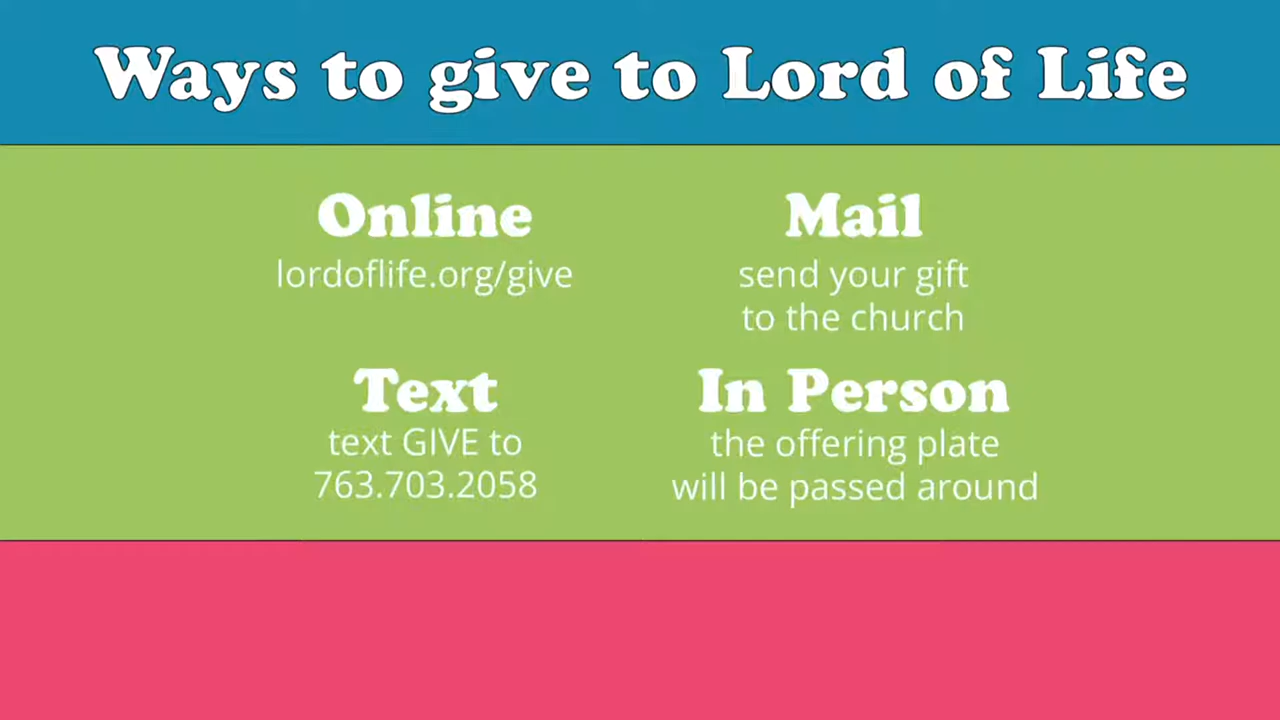 Ways to give to Lord of Life
Online
lordoflife.org/give
Mail
send your gift
to the church
Text
text GIVE to
763.703.2058
In Person
the offering plate
will be passed around